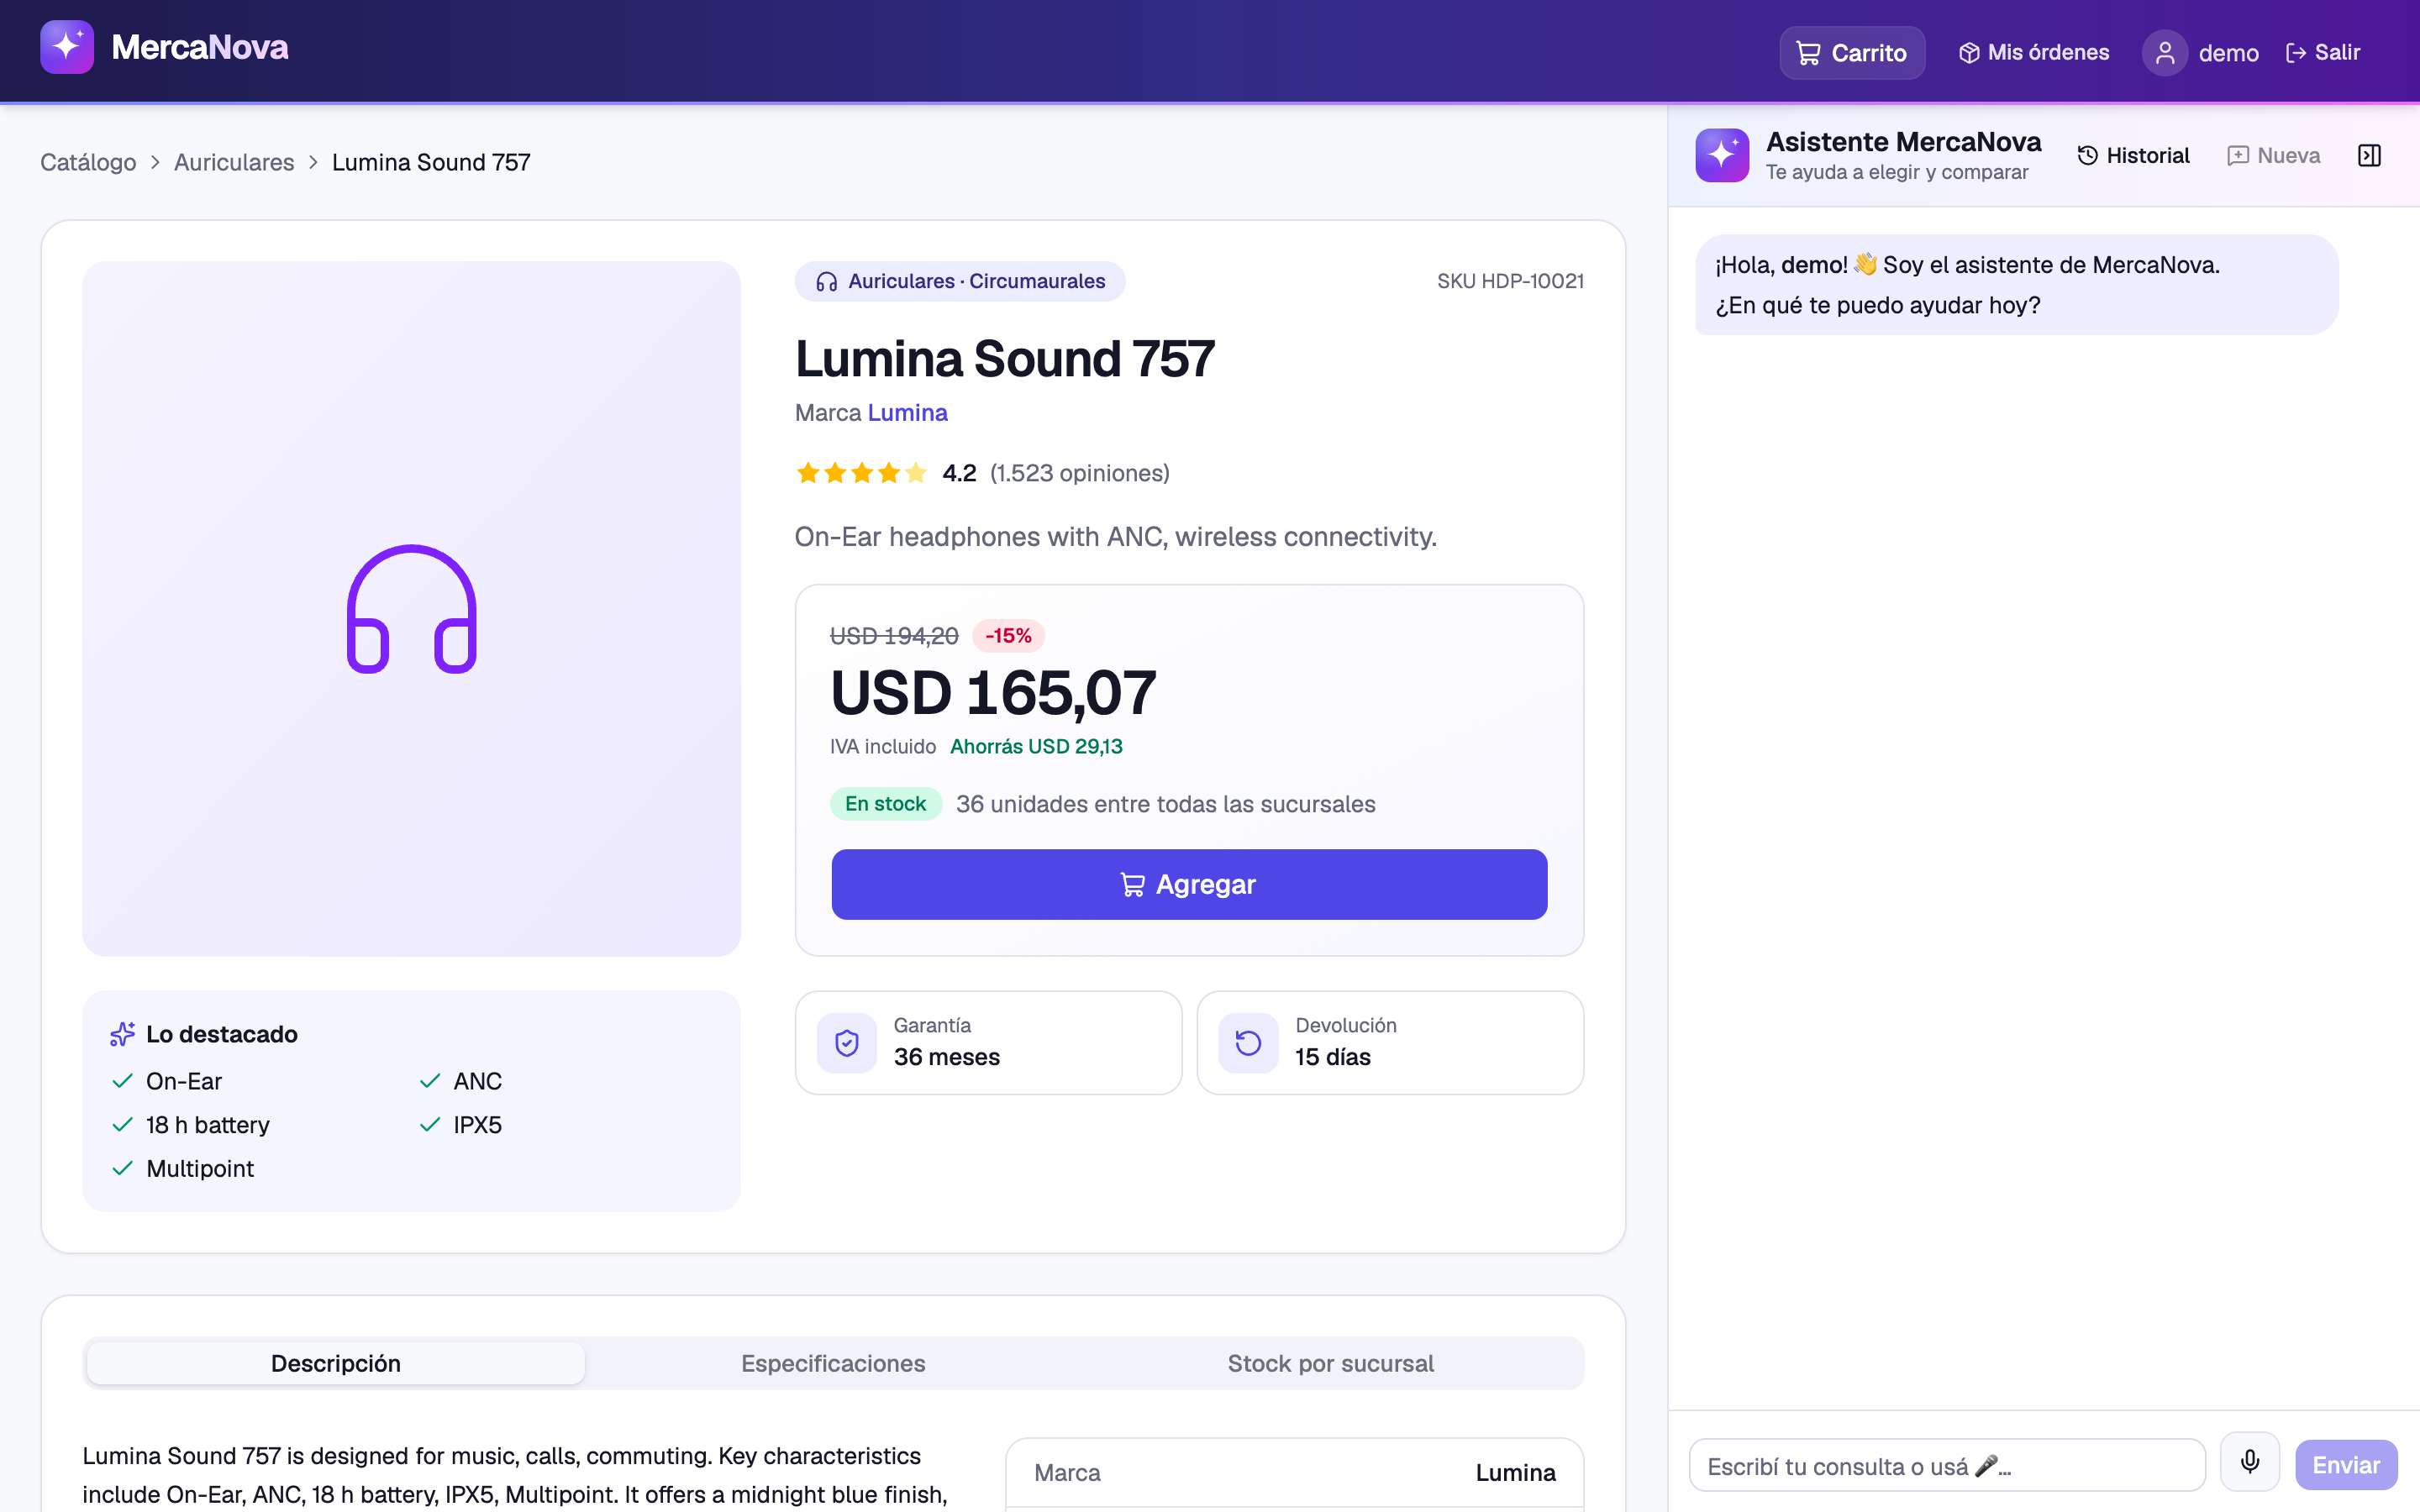 MercaNova
Carrito
Mis órdenes
demo
Salir
Catálogo > Auriculares > Lumina Sound 757
Auriculares · Circumaurales
SKU HDP-10021
Lumina Sound 757
Marca Lumina
4.2 (1.523 opiniones)
On-Ear headphones with ANC, wireless connectivity.
USD 194,20 -15%
USD 165,07
IVA incluido Ahorrás USD 29,13
En stock 36 unidades entre todas las sucursales
Agregar
Lo destacado
On-Ear
ANC
18 h battery
IPX5
Multipoint
Garantía
36 meses
Devolución
15 días
Descripción
Especificaciones
Stock por sucursal
Lumina Sound 757 is designed for music, calls, commuting. Key characteristics
include On-Ear, ANC, 18 h battery, IPX5, Multipoint. It offers a midnight blue finish,
Marca Lumina
Asistente MercaNova
Te ayuda a elegir y comparar
Historial
Nueva
¡Hola, demo! 👋 Soy el asistente de MercaNova.
¿En qué te puedo ayudar hoy?
Escribí tu consulta o usá 🎤...
Enviar